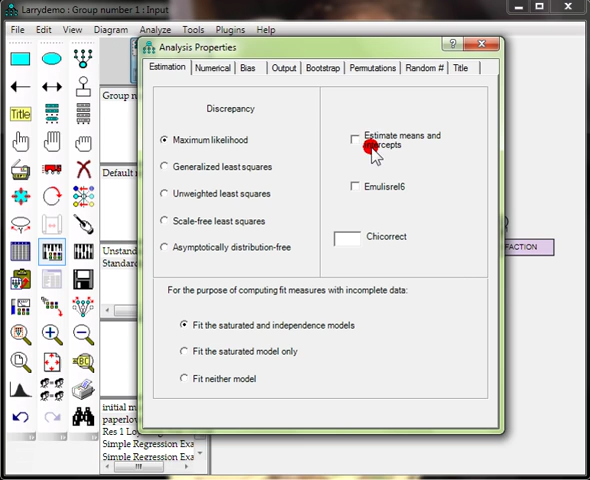 Larrydemo : Group number 1 : Input
File Edit View Diagram Analyze Tools Plugins Help
Analysis Properties
Estimation Numerical Bias Output Bootstrap Permutations Random # Title
Title
Group n
Default r
Unstand
Standar
initial m
paperlov
Res 1 Lo
Simple Regression Exa
Simple Regression Exa
Discrepancy
Maximum likelihood
Generalized least squares
Unweighted least squares
Scale-free least squares
Asymptotically distribution-free
Estimate means and
intercepts
Emulisrel6
Chicorrect
For the purpose of computing fit measures with incomplete data:
Fit the saturated and independence models
Fit the saturated model only
Fit neither model
FACTION